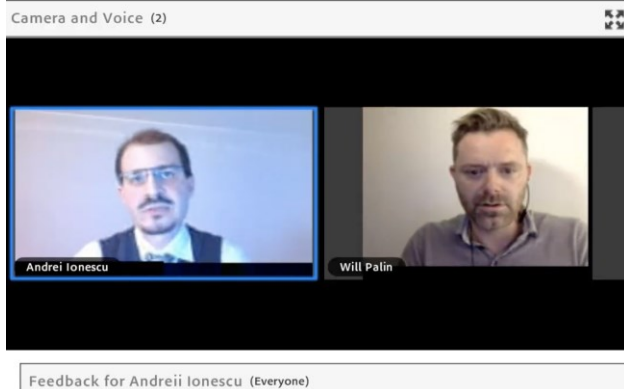 Camera and Voice (2)
Andrei Ionescu
Will Palin
Feedback for Andreii Ionescu (Everyone)